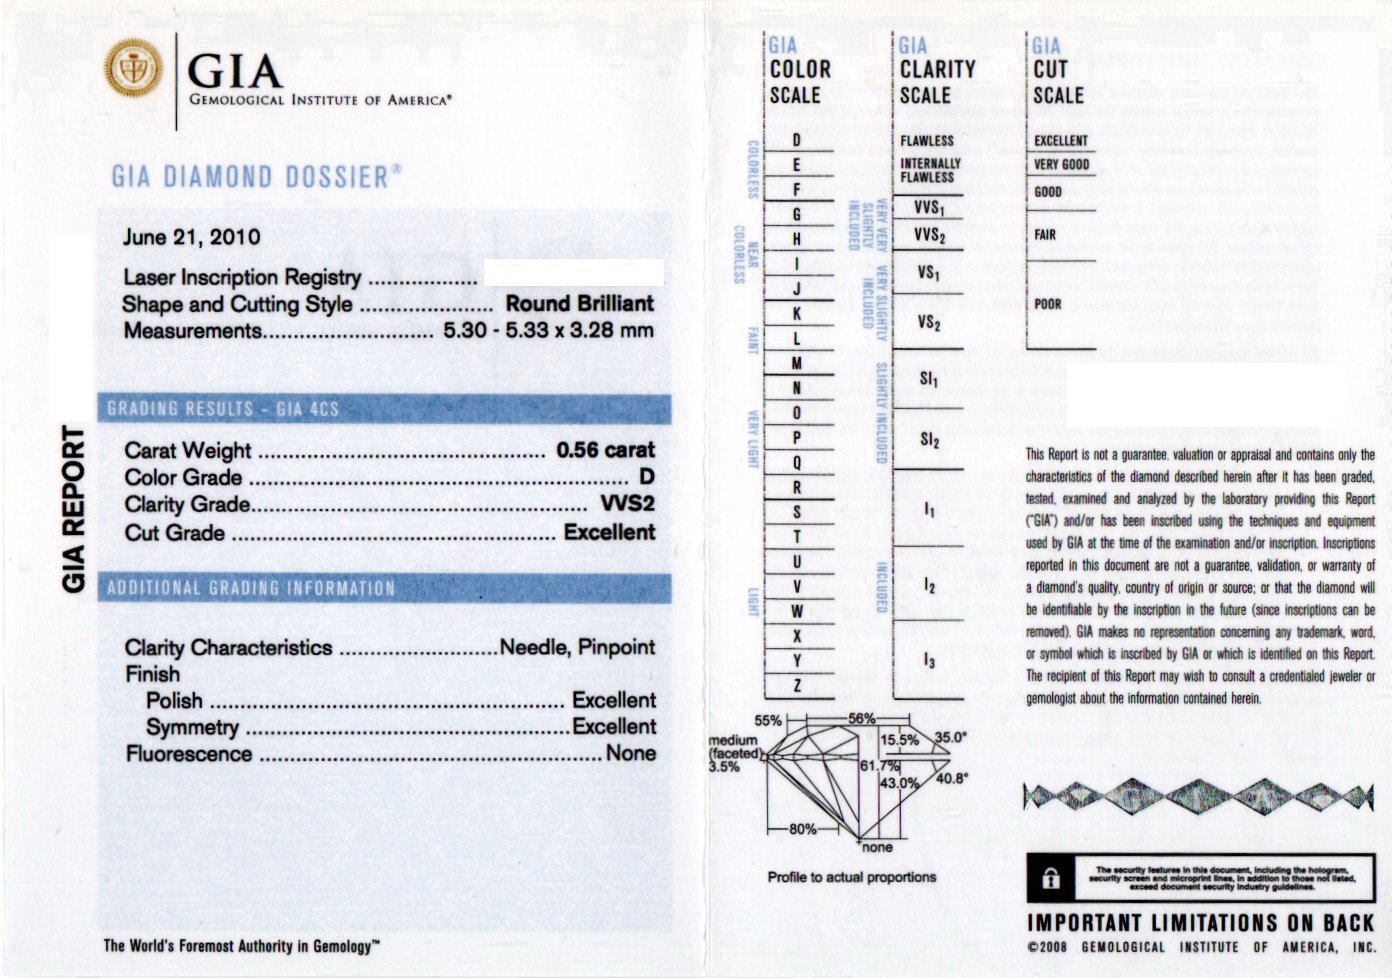 GIA
GEMOLOGICAL INSTITUTE OF AMERICA®
GIA DIAMOND DOSSIER®
June 21, 2010
Laser Inscription Registry ..................
Shape and Cutting Style ...................... Round Brilliant
Measurements....................... 5.30 - 5.33 x 3.28 mm
GIA REPORT
GRADING RESULTS - GIA 4CS
Carat Weight ....................................... 0.56 carat
Color Grade ....................................................... D
Clarity Grade.............................................. VVS2
Cut Grade ............................................ Excellent
ADDITIONAL GRADING INFORMATION
Clarity Characteristics .....................Needle, Pinpoint
Finish
Polish ................................................ Excellent
Symmetry ............................................Excellent
Fluorescence .............................................. None
The World's Foremost Authority in Gemology™
GIA
COLOR
SCALE
COLORLESS
D
E
F
NEAR
COLORLESS
G
H
I
J
FAINT
K
L
M
VERY LIGHT
N
O
P
Q
R
LIGHT
S
T
U
V
W
X
Y
Z
GIA
CLARITY
SCALE
FLAWLESS
INTERNALLY
FLAWLESS
VERY VERY
SLIGHTLY
INCLUDED
VVS₁
VVS₂
VERY SLIGHTLY
INCLUDED
VS₁
VS₂
SLIGHTLY INCLUDED
SI₁
SI₂
INCLUDED
I₁
I₂
I₃
GIA
CUT
SCALE
EXCELLENT
VERY GOOD
GOOD
FAIR
POOR
This Report is not a guarantee, valuation or appraisal and contains only the
characteristics of the diamond described herein after it has been graded,
tested, examined and analyzed by the laboratory providing this Report
("GIA") and/or has been inscribed using the techniques and equipment
used by GIA at the time of the examination and/or inscription. Inscriptions
reported in this document are not a guarantee, validation, or warranty of
a diamond's quality, country of origin or source; or that the diamond will
be identifiable by the inscription in the future (since inscriptions can be
removed). GIA makes no representation concerning any trademark, word,
or symbol which is inscribed by GIA or which is identified on this Report.
The recipient of this Report may wish to consult a credentialed jeweler or
gemologist about the information contained herein.
55%
56%
medium
(faceted)
3.5%
15.5%
35.0°
61.7%
43.0%
40.8°
80%
none
Profile to actual proportions
The security features in this document, including the hologram,
security screen and microprint lines, in addition to those not listed,
exceed document security industry guidelines.
IMPORTANT LIMITATIONS ON BACK
©2008 GEMOLOGICAL INSTITUTE OF AMERICA, INC.